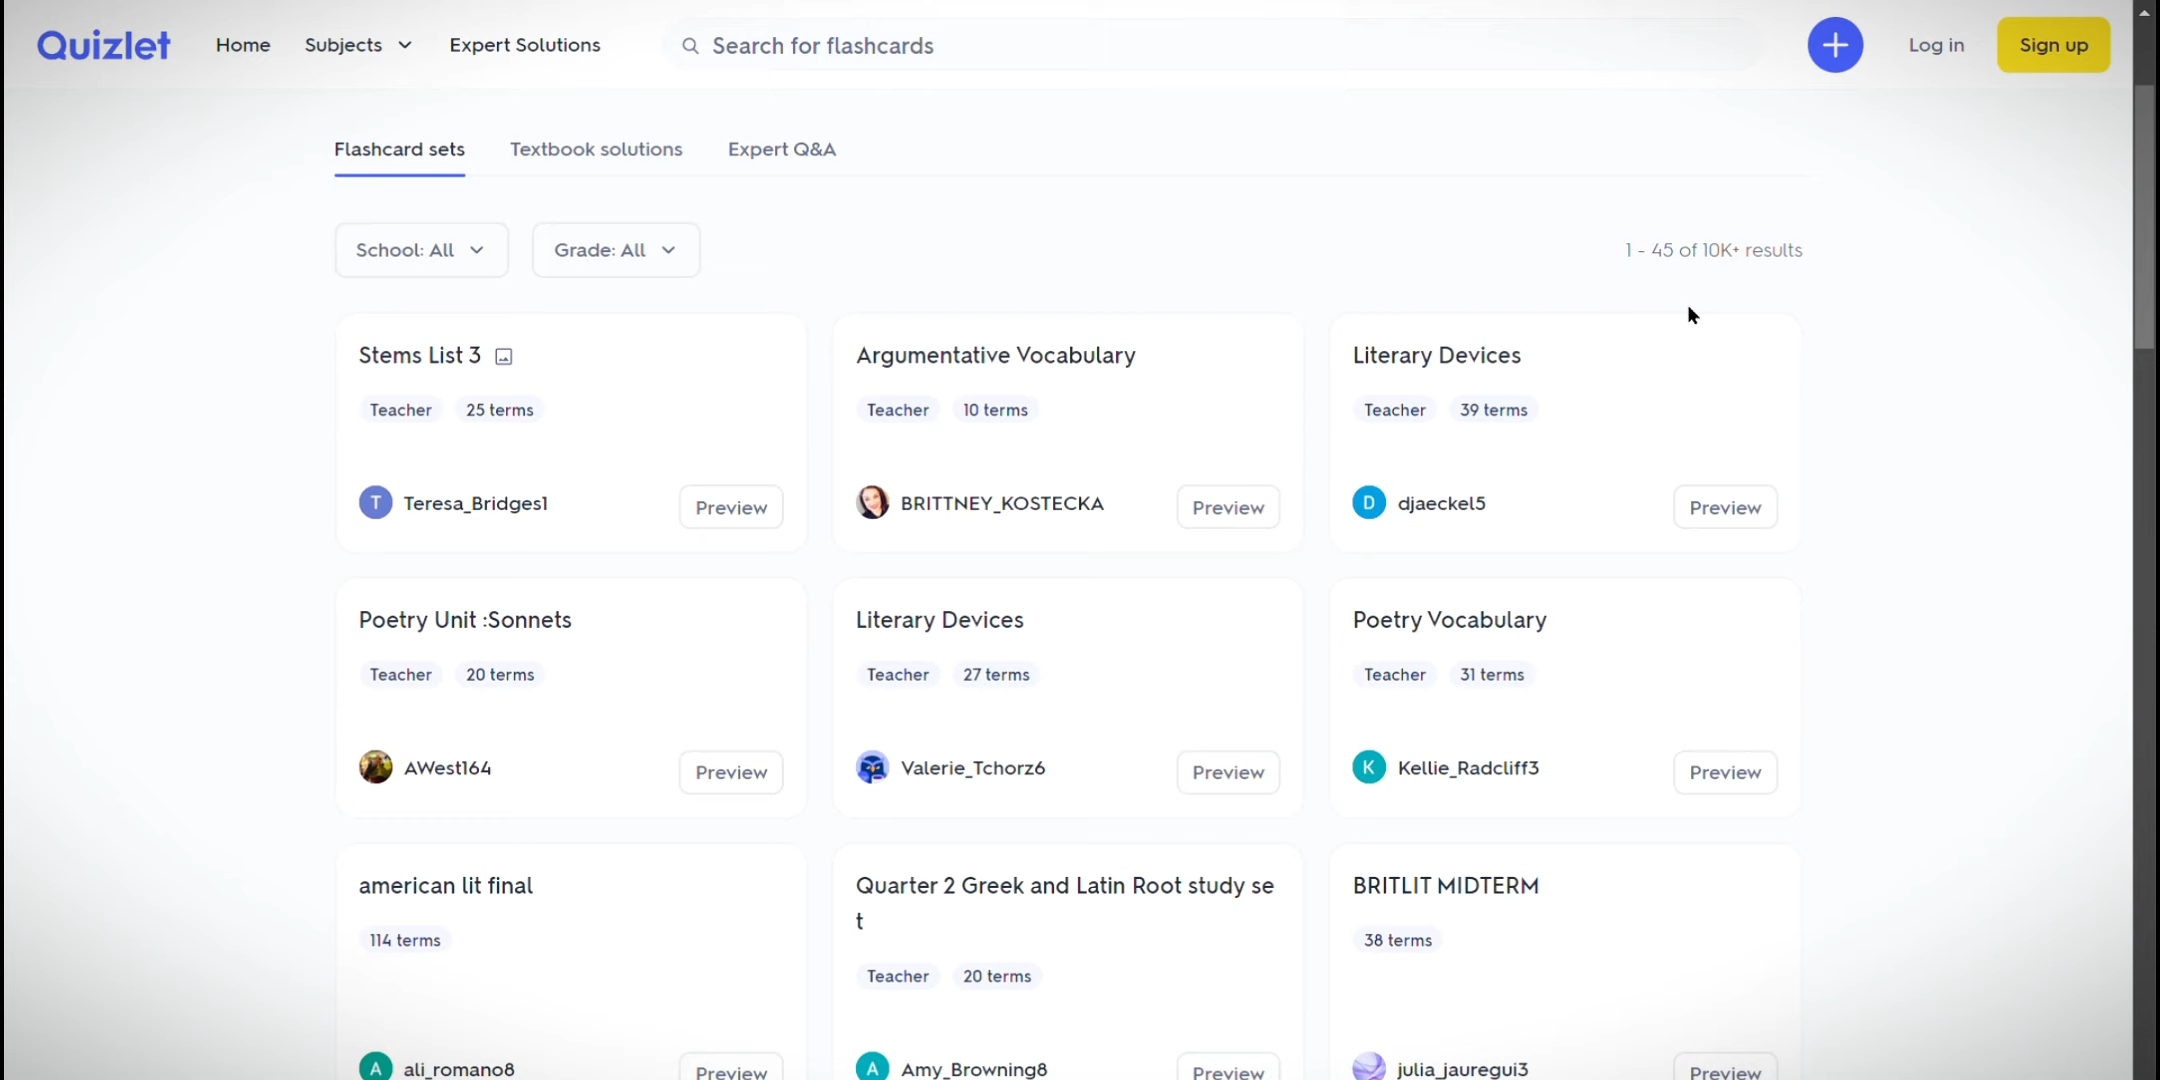 Quizlet Home Subjects Expert Solutions Search for flashcards Log in Sign up
Flashcard sets Textbook solutions Expert Q&A
School: All Grade: All 1 - 45 of 10K+ results
Stems List 3
Teacher 25 terms
T Teresa_Bridges1 Preview
Argumentative Vocabulary
Teacher 10 terms
BRITTNEY_KOSTECKA Preview
Literary Devices
Teacher 39 terms
D djaeckel5 Preview
Poetry Unit :Sonnets
Teacher 20 terms
AWest164 Preview
Literary Devices
Teacher 27 terms
Valerie_Tchorz6 Preview
Poetry Vocabulary
Teacher 31 terms
K Kellie_Radcliff3 Preview
american lit final
114 terms
A ali_romano8 Preview
Quarter 2 Greek and Latin Root study se
t
Teacher 20 terms
A Amy_Browning8 Preview
BRITLIT MIDTERM
38 terms
julia_jauregui3 Preview